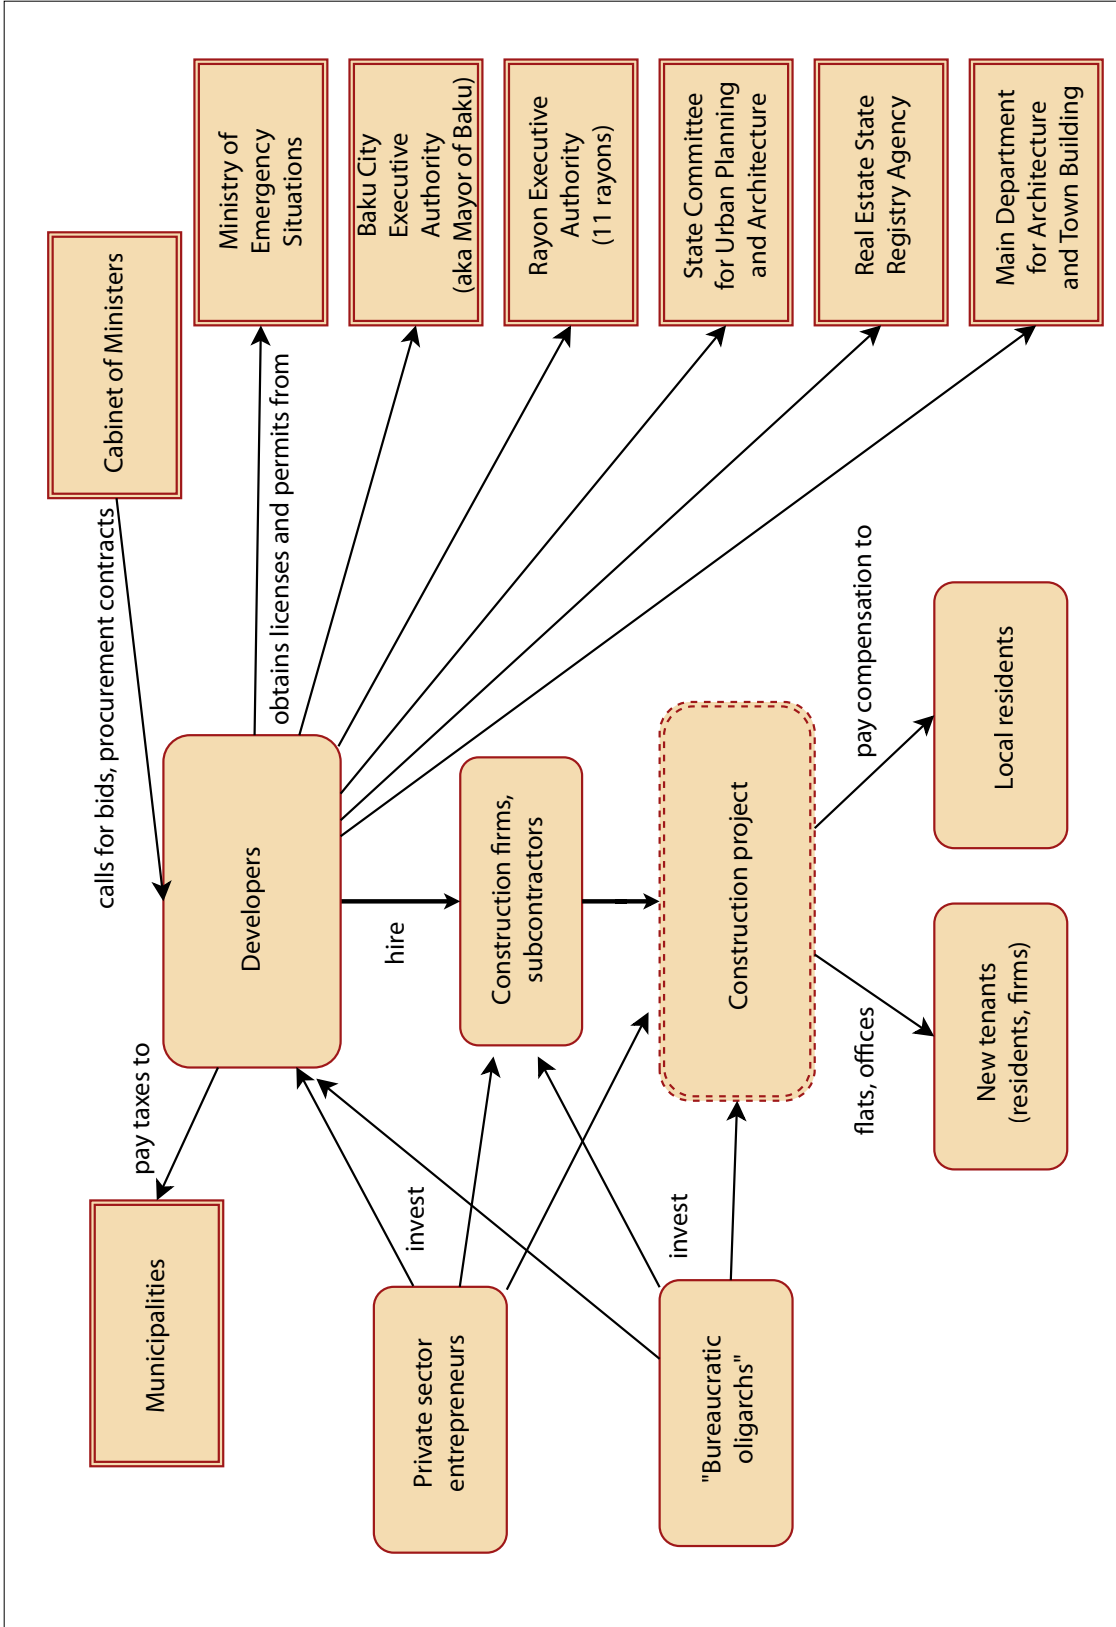 Municipalities
pay taxes to
calls for bids, procurement contracts
Cabinet of Ministers
Developers
obtains licenses and permits from
Ministry of
Emergency
Situations
Baku City
Executive
Authority
(aka Mayor of Baku)
Rayon Executive
Authority
(11 rayons)
State Committee
for Urban Planning
and Architecture
Real Estate State
Registry Agency
Main Department
for Architecture
and Town Building
Private sector
entrepreneurs
invest
hire
Construction firms,
subcontractors
"Bureaucratic
oligarchs"
invest
Construction project
flats, offices
pay compensation to
New tenants
(residents, firms)
Local residents